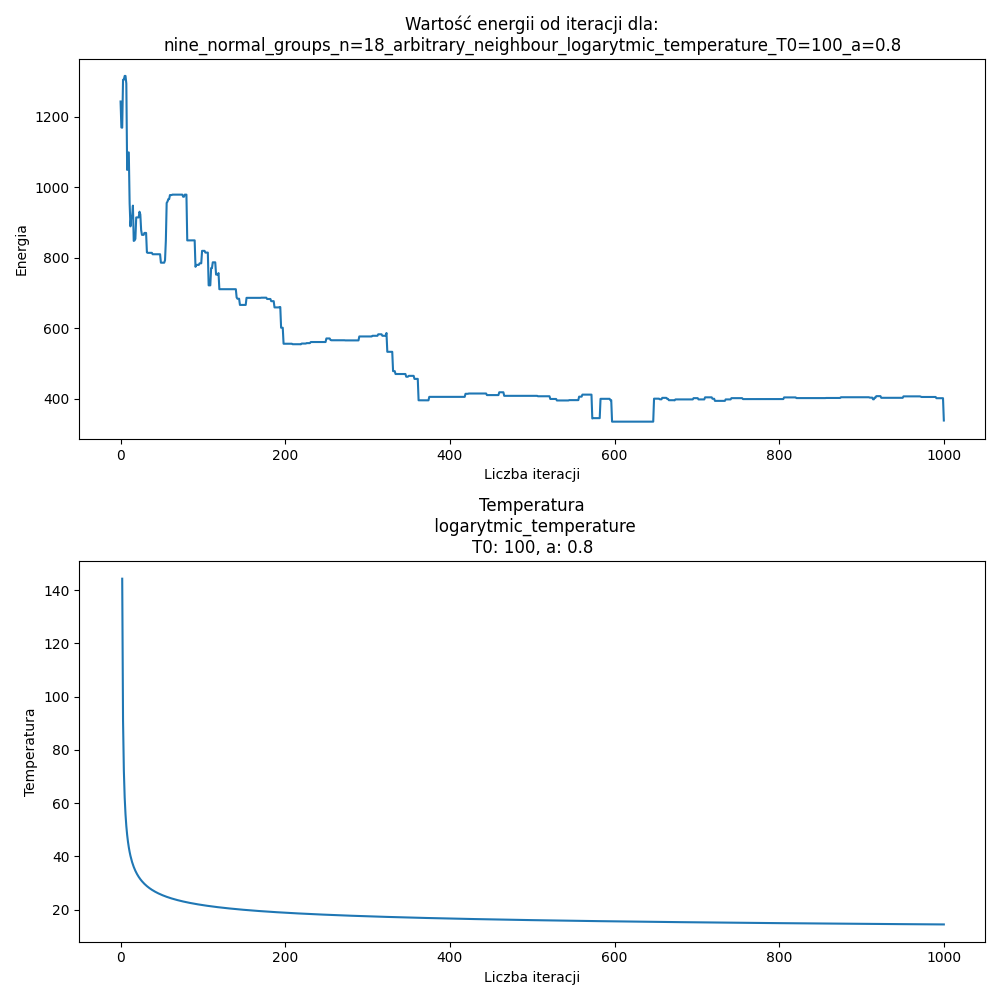 Wartość energii od iteracji dla:
nine_normal_groups_n=18_arbitrary_neighbour_logarytmic_temperature_T0=100_a=0.8
1200
1000
800
600
400
Energia
0 200 400 600 800 1000
Liczba iteracji
Temperatura
logarytmic_temperature
T0: 100, a: 0.8
140
120
100
80
60
40
20
Temperatura
0 200 400 600 800 1000
Liczba iteracji